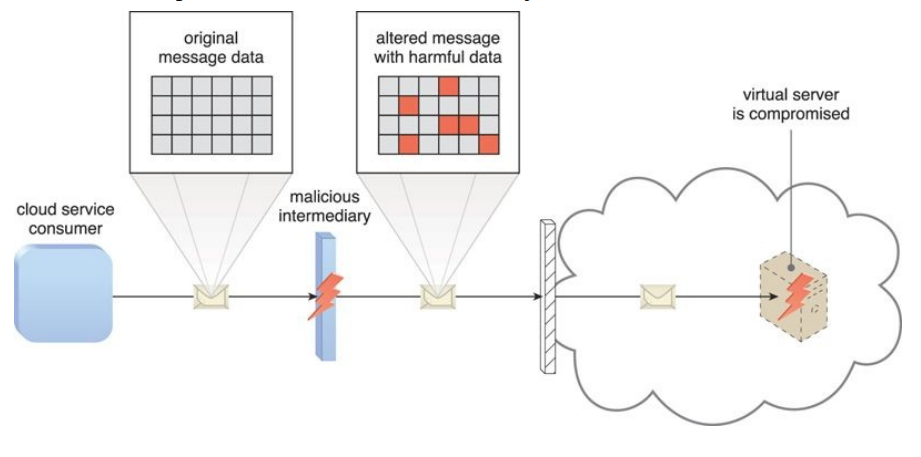 original
message data
altered message
with harmful data
virtual server
is compromised
malicious
intermediary
cloud service
consumer